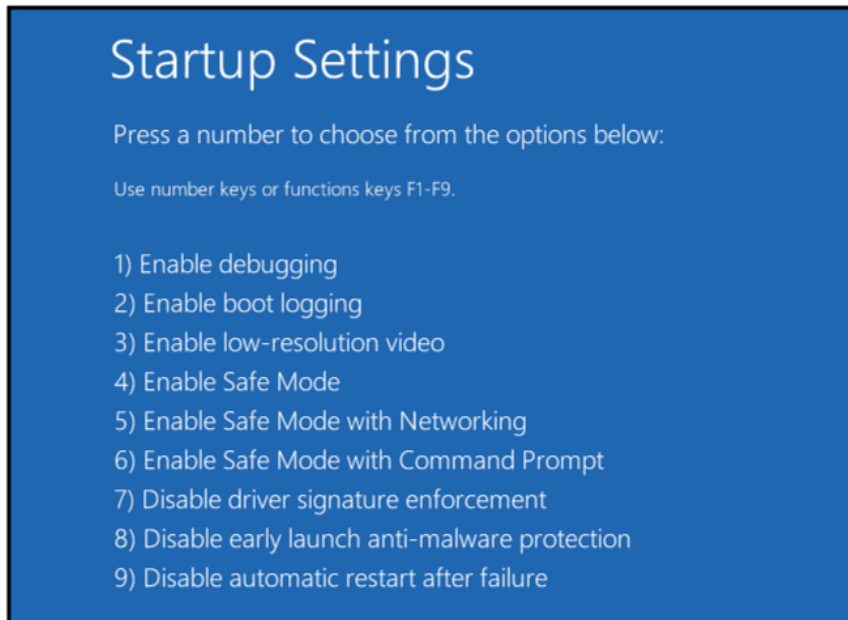 Startup Settings
Press a number to choose from the options below:
Use number keys or functions keys F1-F9.
1) Enable debugging
2) Enable boot logging
3) Enable low-resolution video
4) Enable Safe Mode
5) Enable Safe Mode with Networking
6) Enable Safe Mode with Command Prompt
7) Disable driver signature enforcement
8) Disable early launch anti-malware protection
9) Disable automatic restart after failure